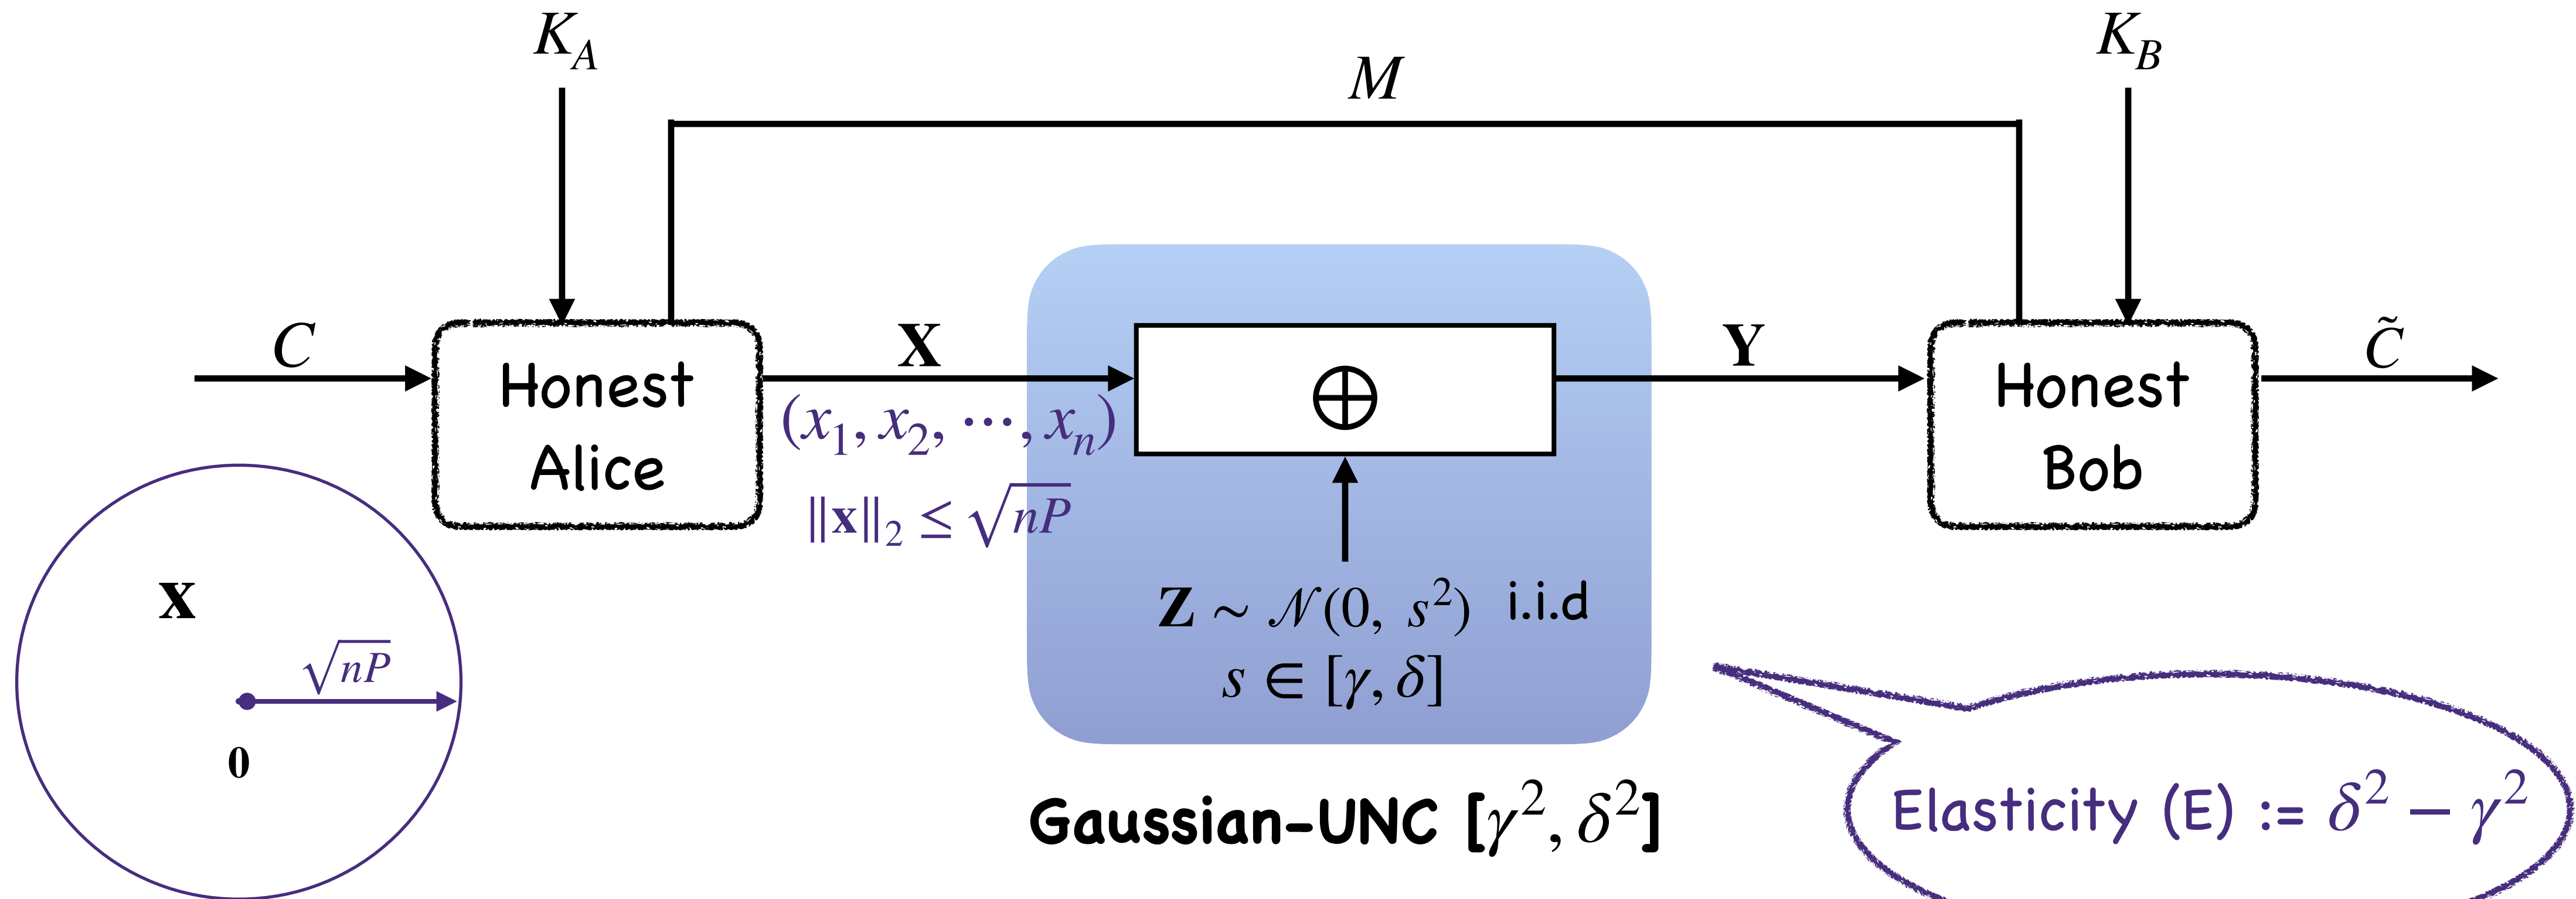 K_A
K_B
M
C
Honest
Alice
X
(x_1, x_2, ⋯, x_n)
‖x‖_2 ≤ √nP
⊕
Y
Honest
Bob
C̃
Z ∼ 𝒩(0, s^2) i.i.d
s ∈ [γ, δ]
x
√nP
0
Gaussian-UNC [γ^2, δ^2]
Elasticity (E) := δ^2 − γ^2